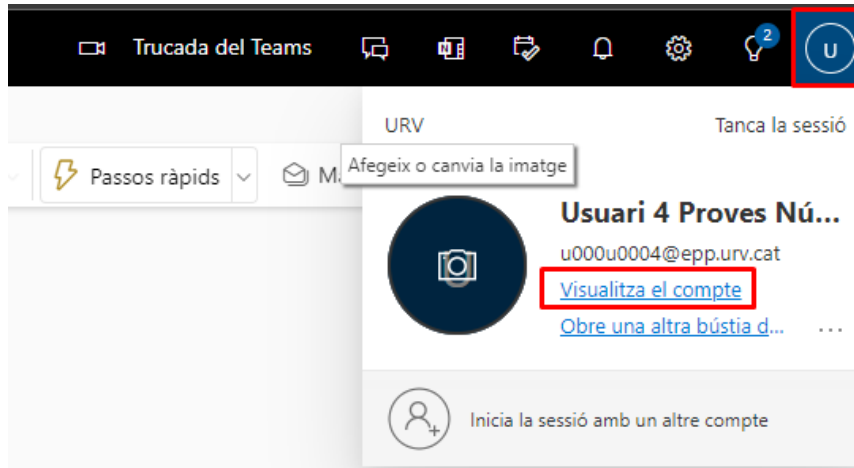 Trucada del Teams
2
U
URV
Tanca la sessió
Passos ràpids
Afegeix o canvia la imatge
Usuari 4 Proves Nú...
u000u0004@epp.urv.cat
Visualitza el compte
Obre una altra bústia d...
Inicia la sessió amb un altre compte